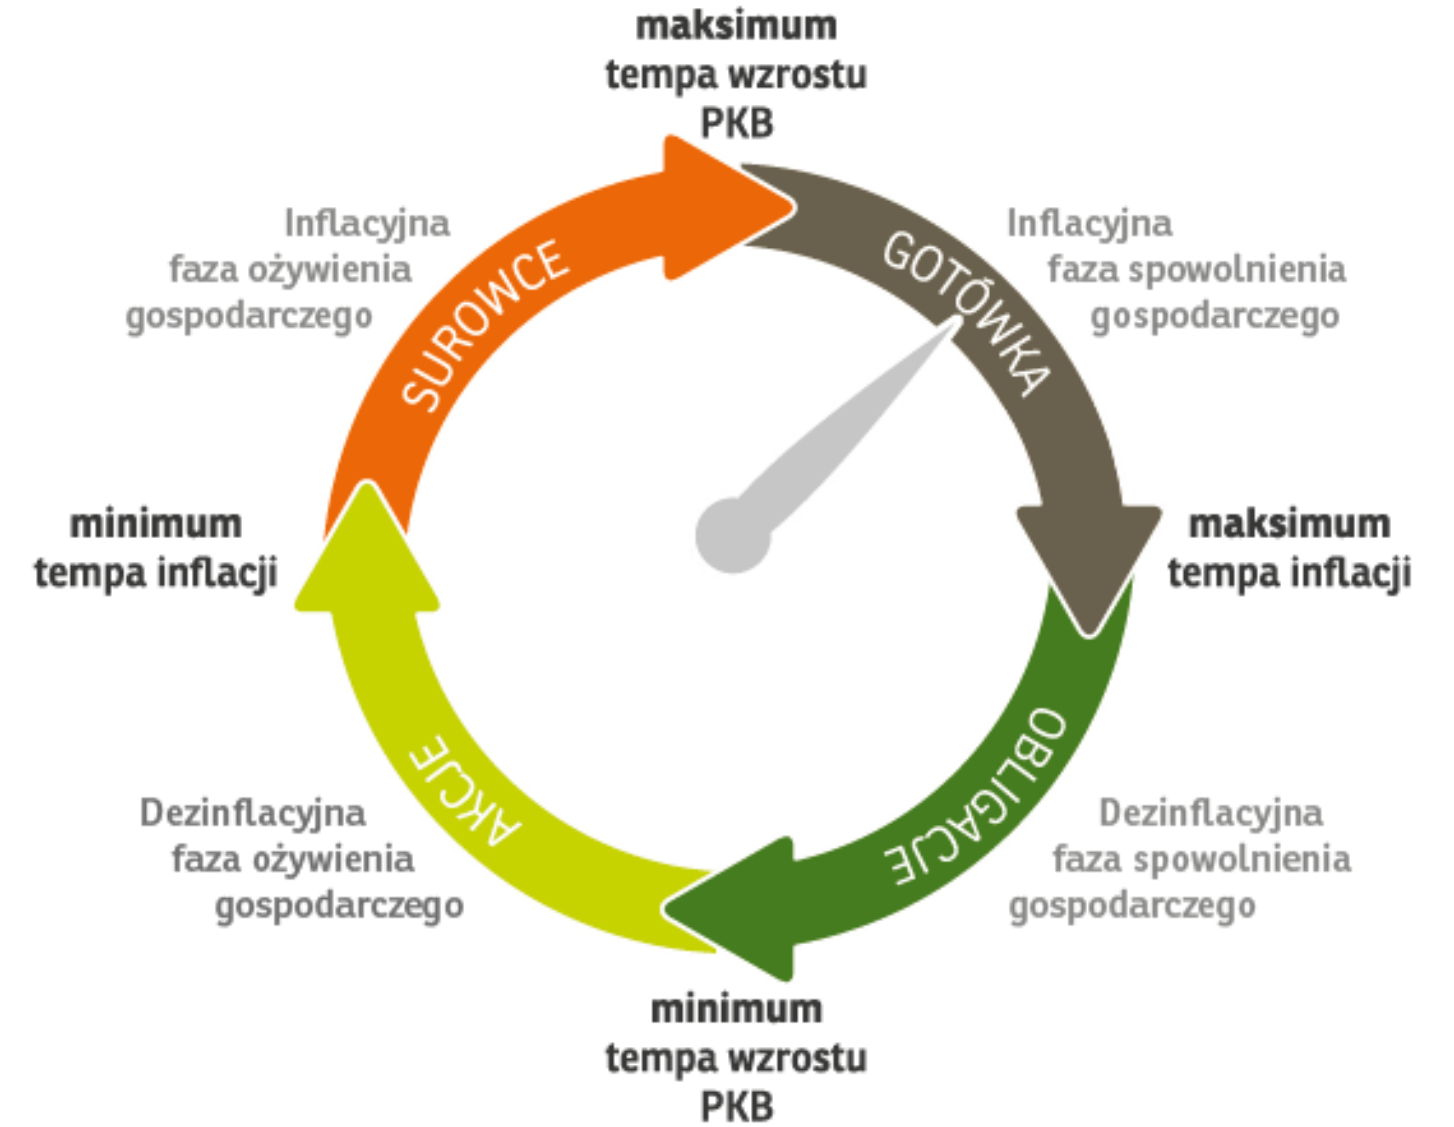 maksimum
tempa wzrostu
PKB
Inflacyjna
faza ożywienia
gospodarczego
SUROWCE
GOTÓWKA
Inflacyjna
faza spowolnienia
gospodarczego
minimum
tempa inflacji
maksimum
tempa inflacji
Dezinflacyjna
faza ożywienia
gospodarczego
AKCJE
OBLIGACJE
Dezinflacyjna
faza spowolnienia
gospodarczego
minimum
tempa wzrostu
PKB